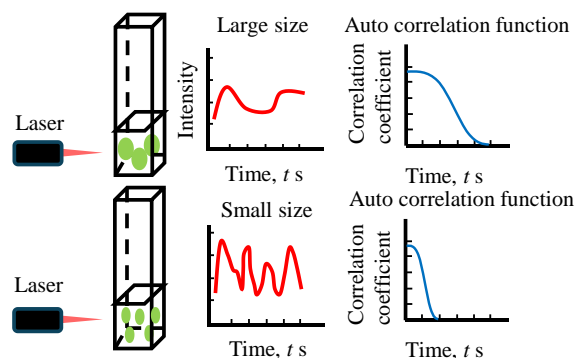 Large size
Auto correlation function
Laser
Intensity
Correlation
coefficient
Time, t s
Time, t s
Small size
Auto correlation function
Laser
Correlation
coefficient
Time, t s
Time, t s